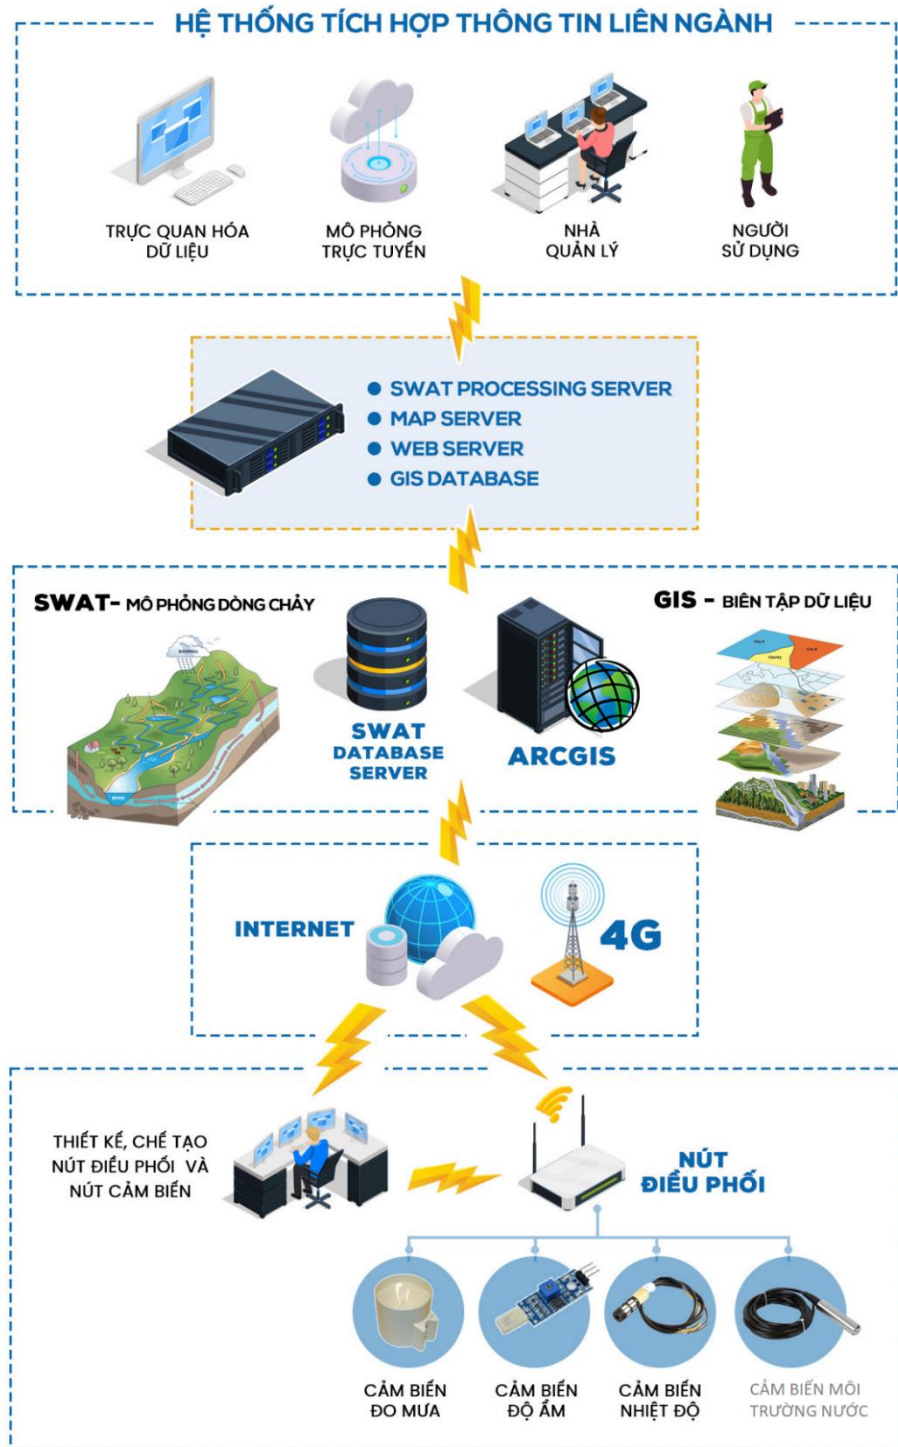 HỆ THỐNG TÍCH HỢP THÔNG TIN LIÊN NGÀNH
TRỰC QUAN HÓA
DỮ LIỆU
MÔ PHỎNG
TRỰC TUYẾN
NHÀ
QUẢN LÝ
NGƯỜI
SỬ DỤNG
SWAT PROCESSING SERVER
MAP SERVER
WEB SERVER
GIS DATABASE
SWAT- MÔ PHỎNG DÒNG CHẢY
GIS - BIÊN TẬP DỮ LIỆU
SWAT
DATABASE
SERVER
ARCGIS
INTERNET
4G
THIẾT KẾ, CHẾ TẠO
NÚT ĐIỀU PHỐI VÀ
NÚT CẢM BIẾN
NÚT
ĐIỀU PHỐI
CẢM BIẾN
ĐO MƯA
CẢM BIẾN
ĐỘ ẨM
CẢM BIẾN
NHIỆT ĐỘ
CẢM BIẾN MÔI
TRƯỜNG NƯỚC